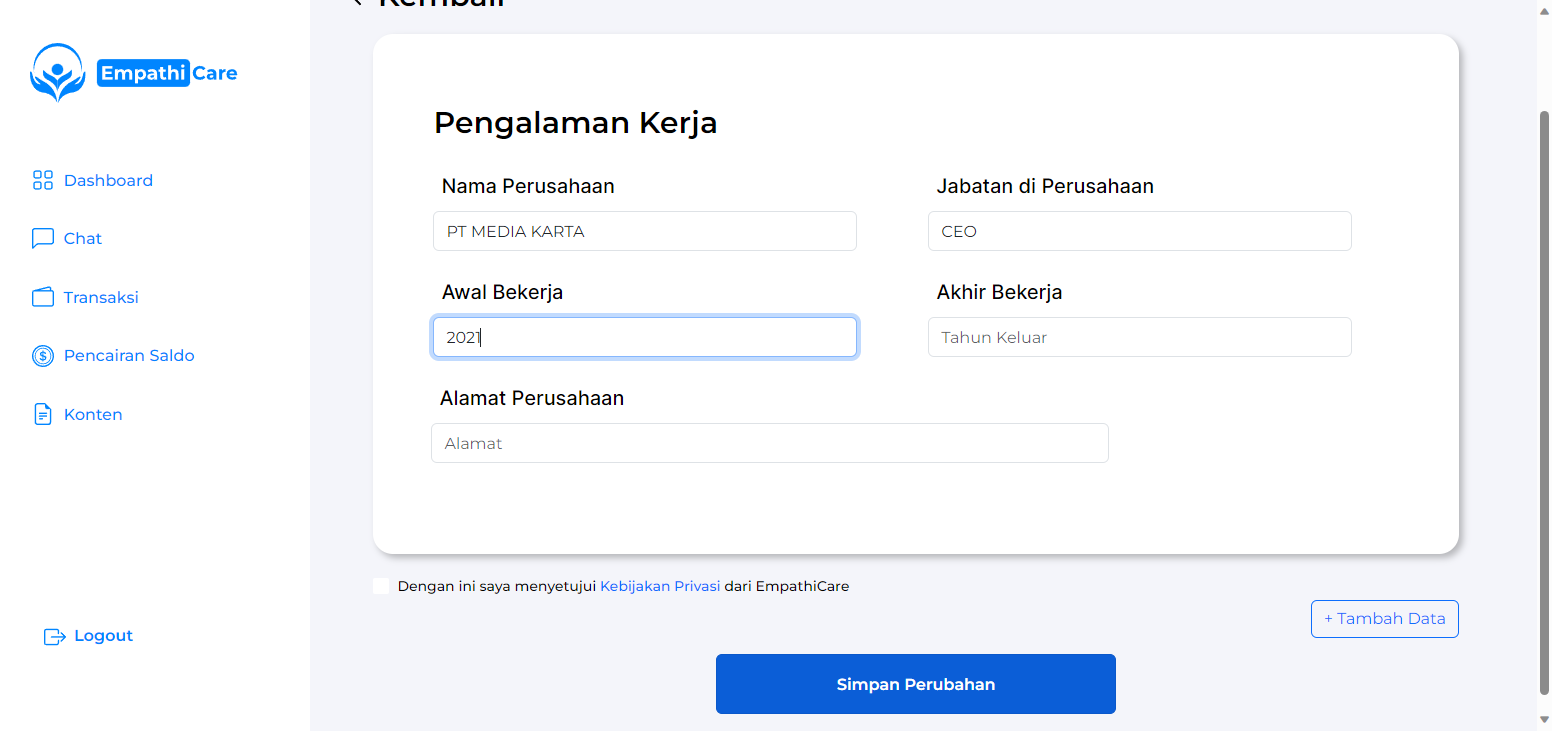 Kembali
Empathi Care
Dashboard
Chat
Transaksi
Pencairan Saldo
Konten
Logout
Pengalaman Kerja
Nama Perusahaan
Jabatan di Perusahaan
PT MEDIA KARTA
CEO
Awal Bekerja
Akhir Bekerja
2021
Tahun Keluar
Alamat Perusahaan
Alamat
Dengan ini saya menyetujui Kebijakan Privasi dari EmpathiCare
+ Tambah Data
Simpan Perubahan